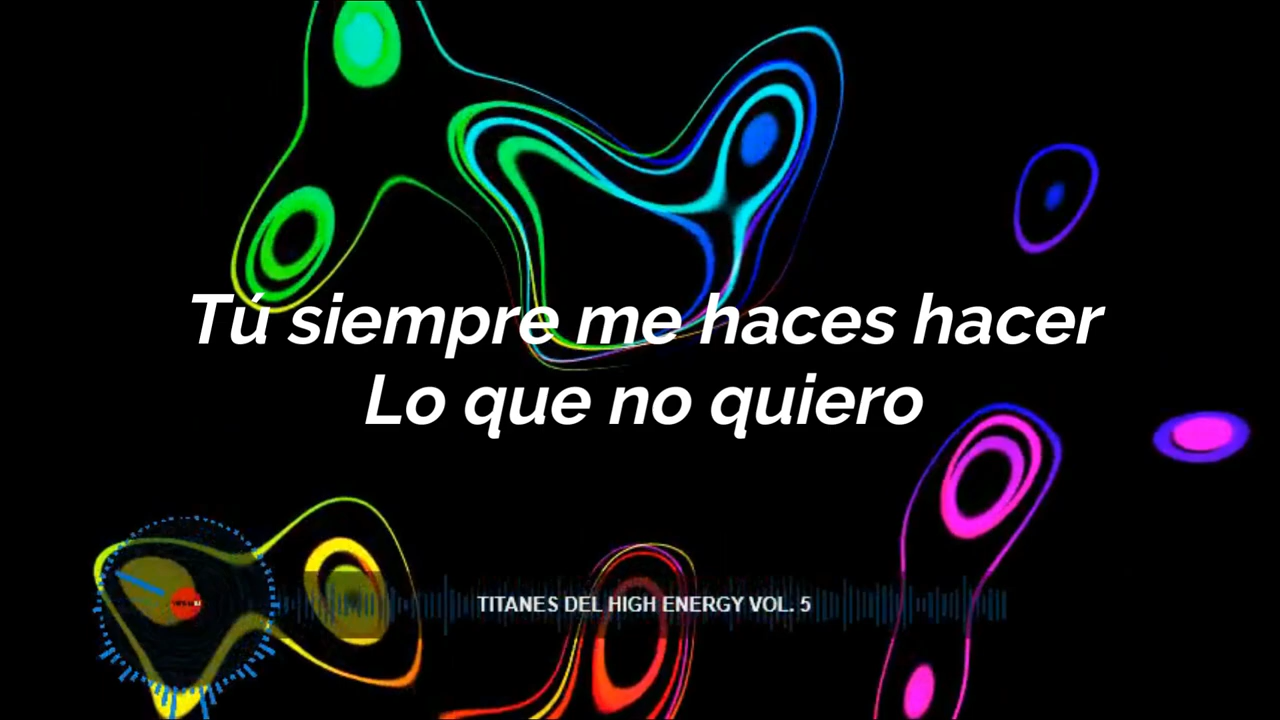 Tú siempre me haces hacer
Lo que no quiero
TITANES DEL HIGH ENERGY VOL. 5